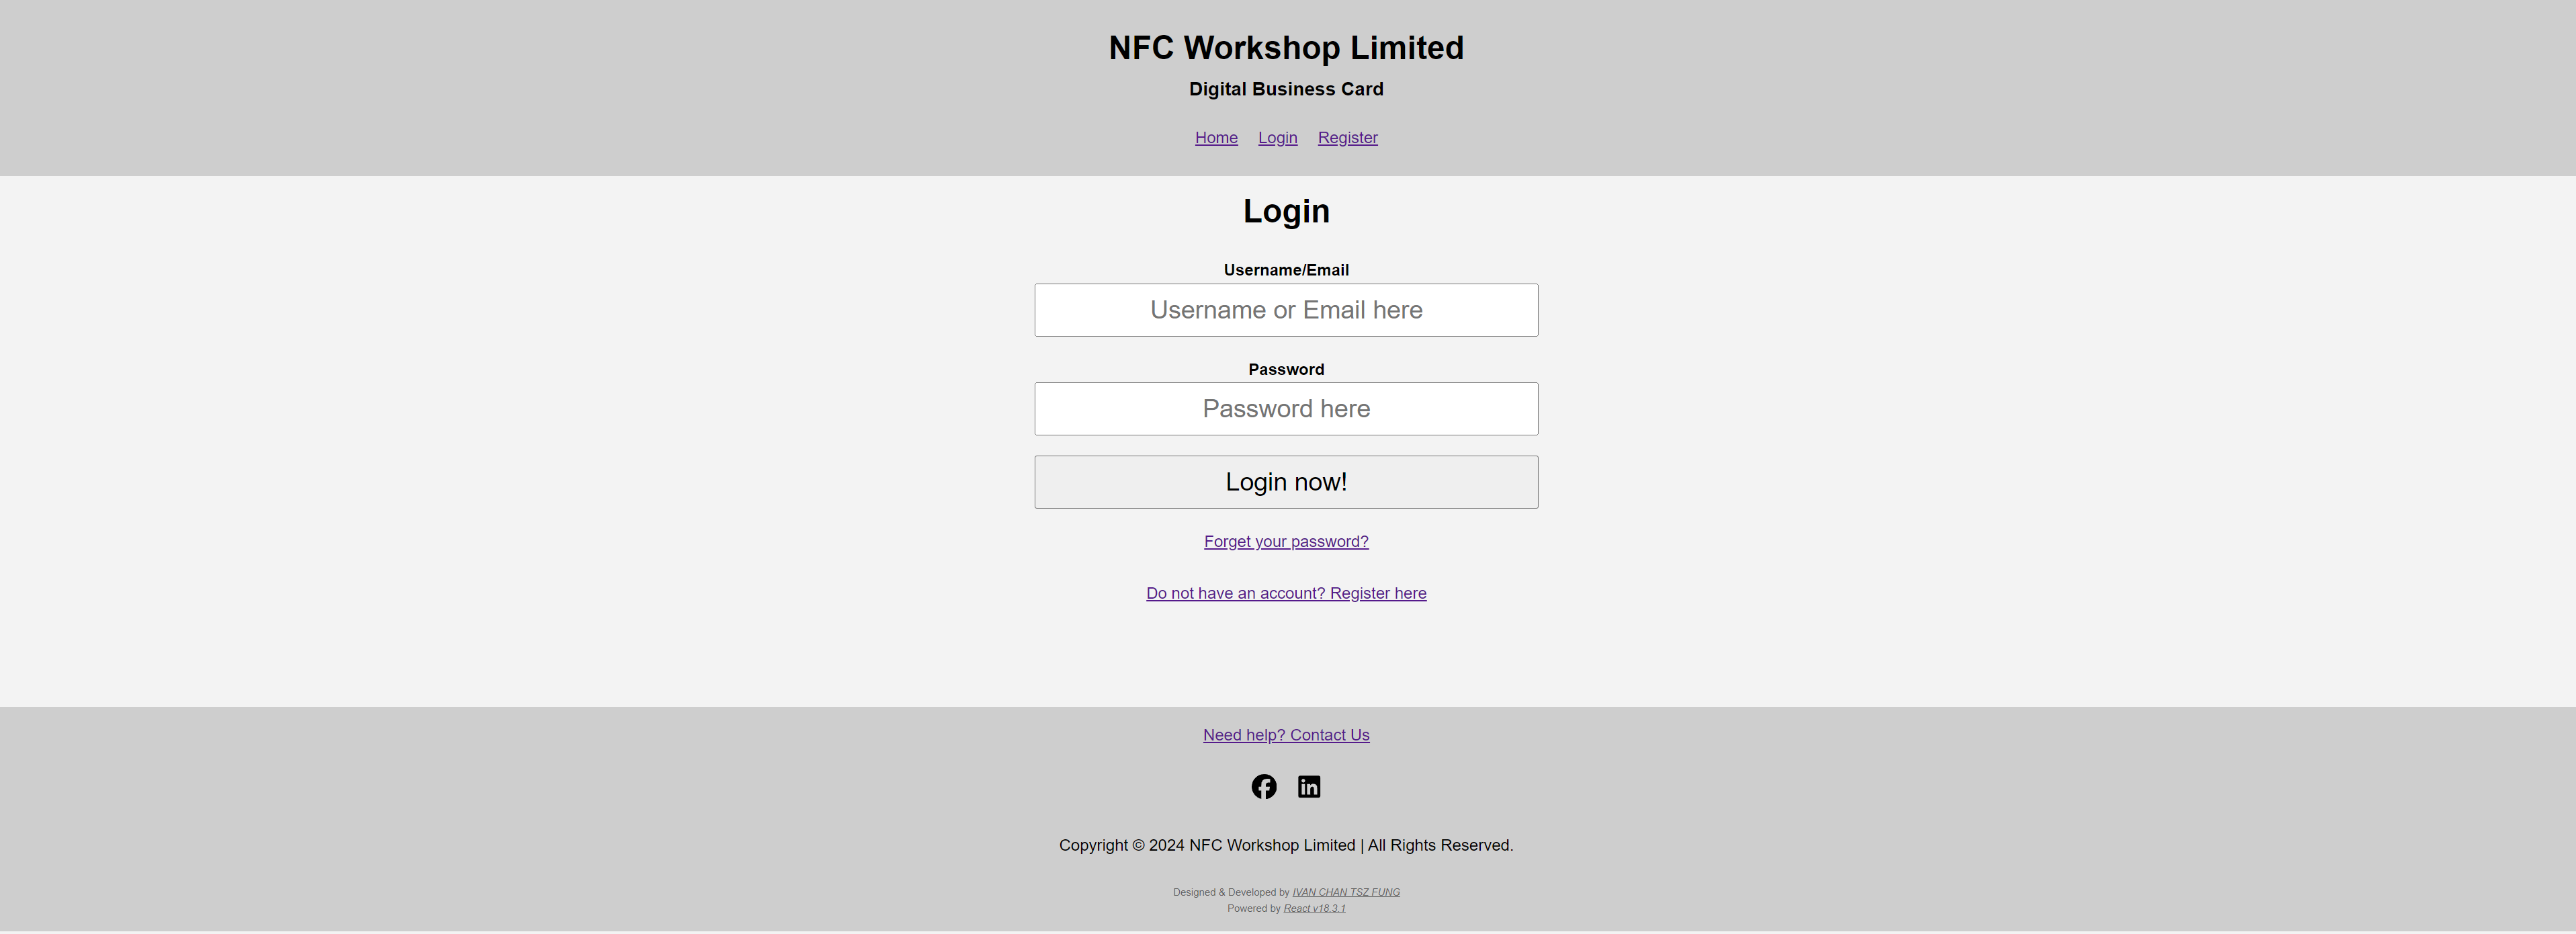 NFC Workshop Limited
Digital Business Card
Home Login Register
Login
Username/Email
Username or Email here
Password
Password here
Login now!
Forget your password?
Do not have an account? Register here
Need help? Contact Us
Copyright © 2024 NFC Workshop Limited | All Rights Reserved.
Designed & Developed by IVAN CHAN TSZ FUNG
Powered by React v18.3.1